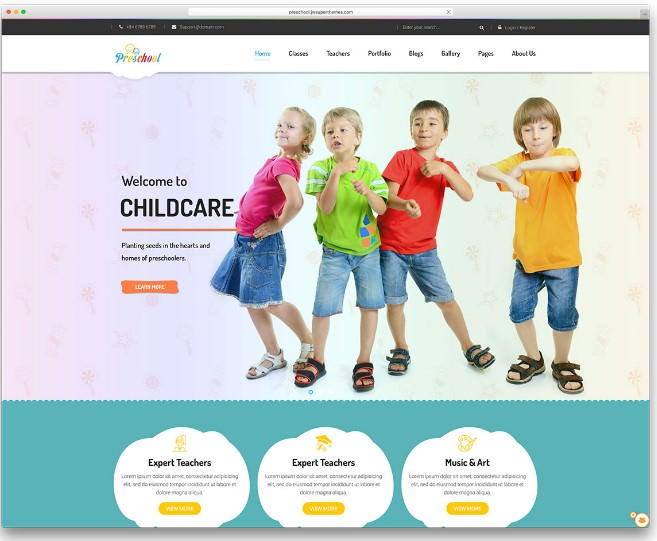 preschool.jwsuperthemes.com
+84 6789 6789
Support@domain.com
Enter your search...
Login / Register
Preschool
Home
Classes
Teachers
Portfolio
Blogs
Gallery
Pages
About Us
Welcome to
CHILDCARE
Planting seeds in the hearts and
homes of preschoolers.
LEARN MORE
Expert Teachers
Lorem ipsum dolor sit amet, consectetur adipisicing
elit, sed do eiusmod tempor incididunt ut labore et
dolore magna aliqua.
VIEW MORE
Expert Teachers
Lorem ipsum dolor sit amet, consectetur adipisicing
elit, sed do eiusmod tempor incididunt ut labore et
dolore magna aliqua.
VIEW MORE
Music & Art
Lorem ipsum dolor sit amet, consectetur adipisicing
elit, sed do eiusmod tempor incididunt ut labore et
dolore magna aliqua.
VIEW MORE